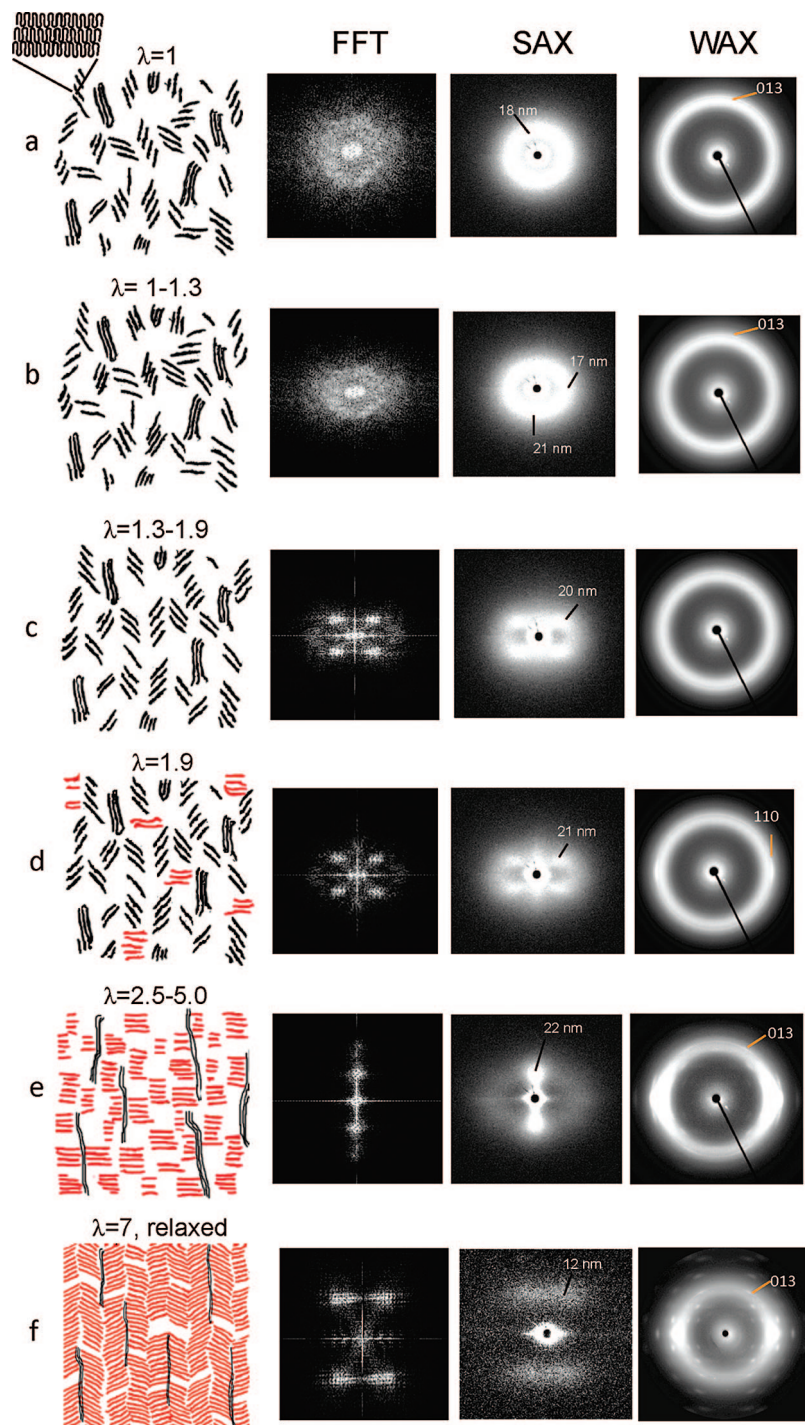 FFT SAX WAX
λ=1
a
18 nm
013
λ= 1-1.3
b
17 nm
21 nm
013
λ=1.3-1.9
c
20 nm
λ=1.9
d
21 nm
110
λ=2.5-5.0
e
22 nm
013
λ=7, relaxed
f
12 nm
013